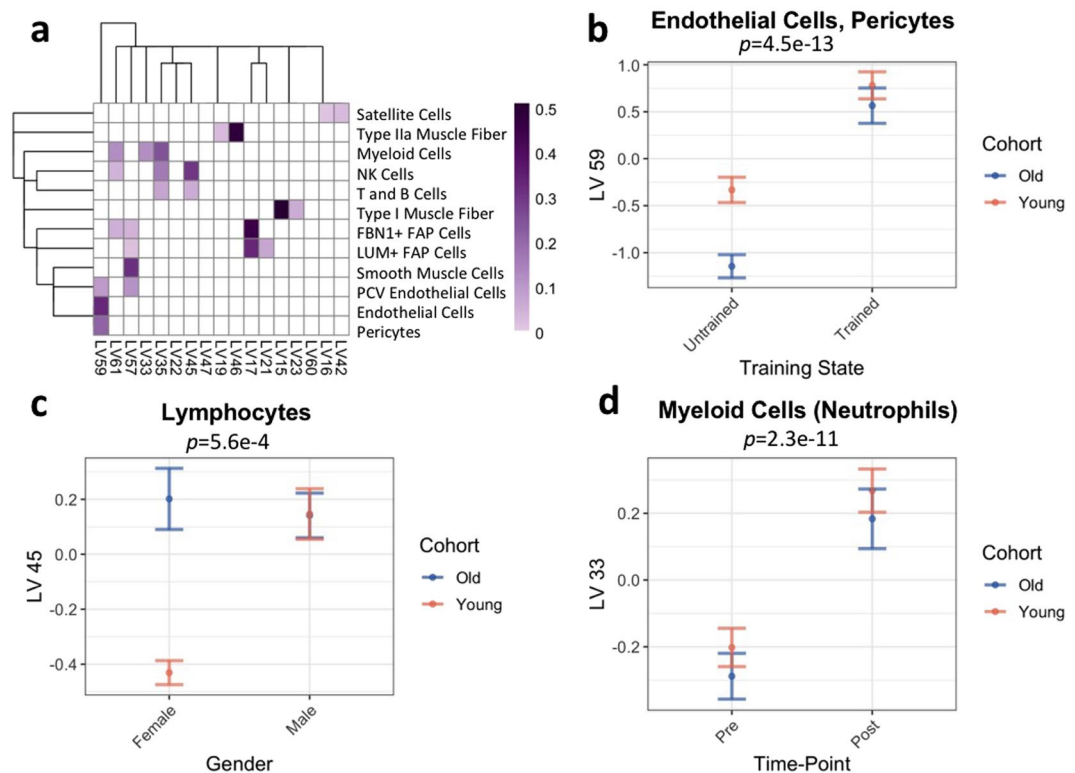 a
Satellite Cells
Type IIa Muscle Fiber
Myeloid Cells
NK Cells
T and B Cells
Type I Muscle Fiber
FBN1+ FAP Cells
LUM+ FAP Cells
Smooth Muscle Cells
PCV Endothelial Cells
Endothelial Cells
Pericytes
0.5
0.4
0.3
0.2
0.1
0
LV59
LV61
LV57
LV33
LV35
LV22
LV45
LV47
LV19
LV46
LV17
LV21
LV15
LV23
LV60
LV16
LV42
b
Endothelial Cells, Pericytes
p=4.5e-13
LV 59
1.0
0.5
0.0
-0.5
-1.0
Untrained
Trained
Training State
Cohort
Old
Young
c
Lymphocytes
p=5.6e-4
LV 45
0.2
0.0
-0.2
-0.4
Female
Male
Gender
Cohort
Old
Young
d
Myeloid Cells (Neutrophils)
p=2.3e-11
LV 33
0.2
0.0
-0.2
Pre
Post
Time-Point
Cohort
Old
Young